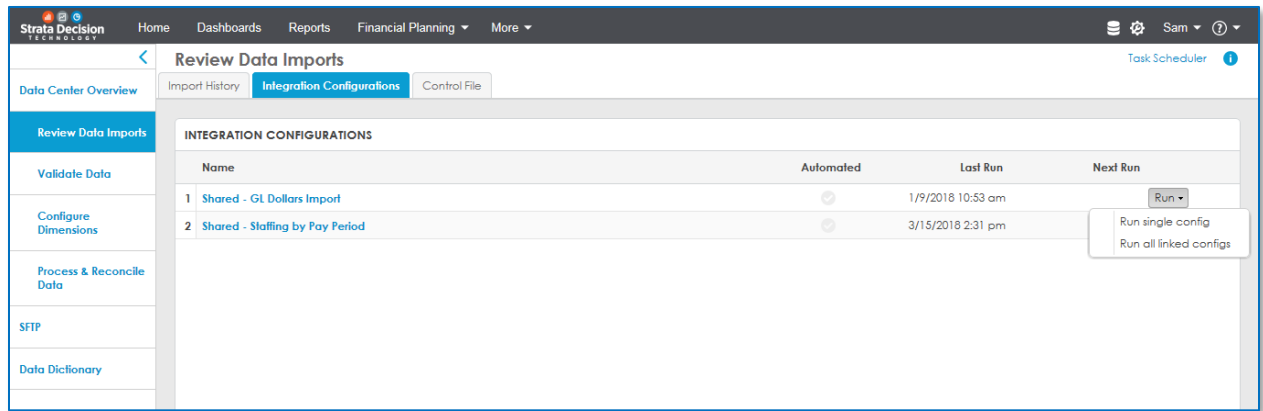 Strata Decision
TECHNOLOGY
Home Dashboards Reports Financial Planning More Sam
Review Data Imports
Task Scheduler
Import History Integration Configurations Control File
Data Center Overview
Review Data Imports
Validate Data
Configure
Dimensions
Process & Reconcile
Data
SFTP
Data Dictionary
INTEGRATION CONFIGURATIONS
Name Automated Last Run Next Run
1 Shared - GL Dollars Import 1/9/2018 10:53 am Run
2 Shared - Staffing by Pay Period 3/15/2018 2:31 pm
Run single config
Run all linked configs